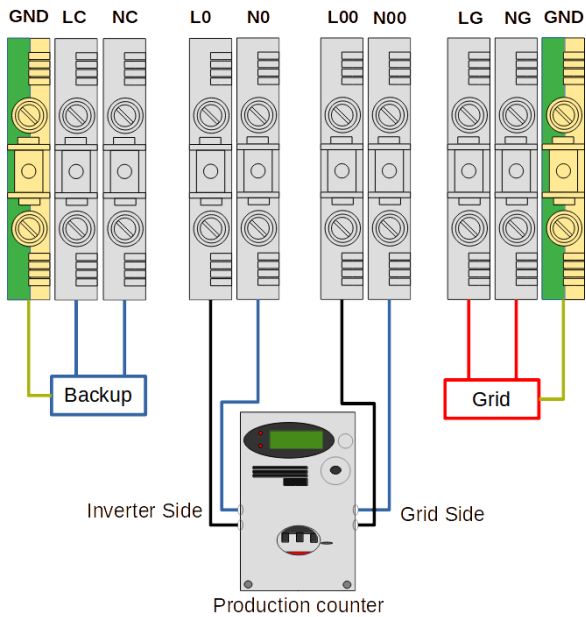 GND LC NC L0 N0 L00 N00 LG NG GND
Backup
Grid
Inverter Side
Grid Side
Production counter